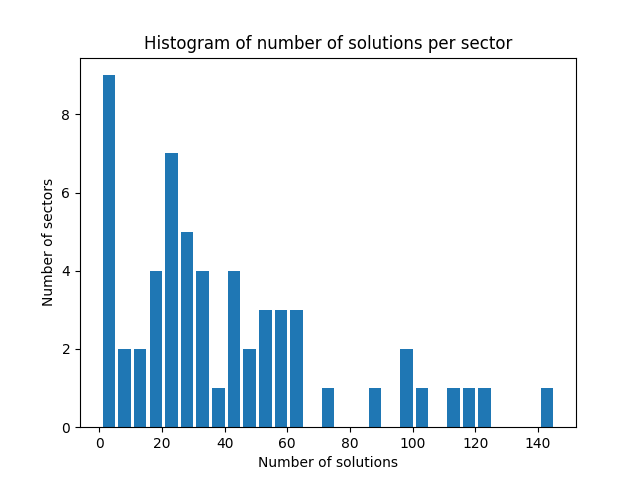 Histogram of number of solutions per sector
Number of sectors
8
6
4
2
0
0 20 40 60 80 100 120 140
Number of solutions